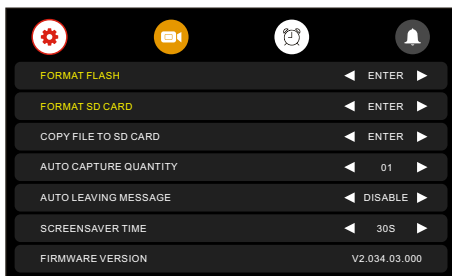 FORMAT FLASH ENTER
FORMAT SD CARD ENTER
COPY FILE TO SD CARD ENTER
AUTO CAPTURE QUANTITY 01
AUTO LEAVING MESSAGE DISABLE
SCREENSAVER TIME 30S
FIRMWARE VERSION V2.034.03.000